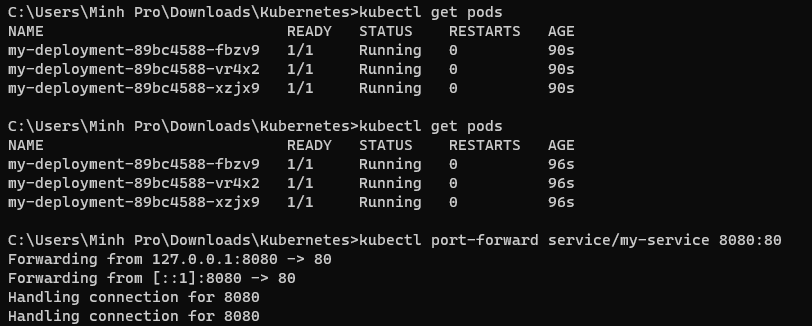 C:\Users\Minh Pro\Downloads\Kubernetes>kubectl get pods
NAME                           READY   STATUS    RESTARTS   AGE
my-deployment-89bc4588-fbzv9   1/1     Running   0          90s
my-deployment-89bc4588-vr4x2   1/1     Running   0          90s
my-deployment-89bc4588-xzjx9   1/1     Running   0          90s
C:\Users\Minh Pro\Downloads\Kubernetes>kubectl get pods
NAME                           READY   STATUS    RESTARTS   AGE
my-deployment-89bc4588-fbzv9   1/1     Running   0          96s
my-deployment-89bc4588-vr4x2   1/1     Running   0          96s
my-deployment-89bc4588-xzjx9   1/1     Running   0          96s
C:\Users\Minh Pro\Downloads\Kubernetes>kubectl port-forward service/my-service 8080:80
Forwarding from 127.0.0.1:8080 -> 80
Forwarding from [::1]:8080 -> 80
Handling connection for 8080
Handling connection for 8080